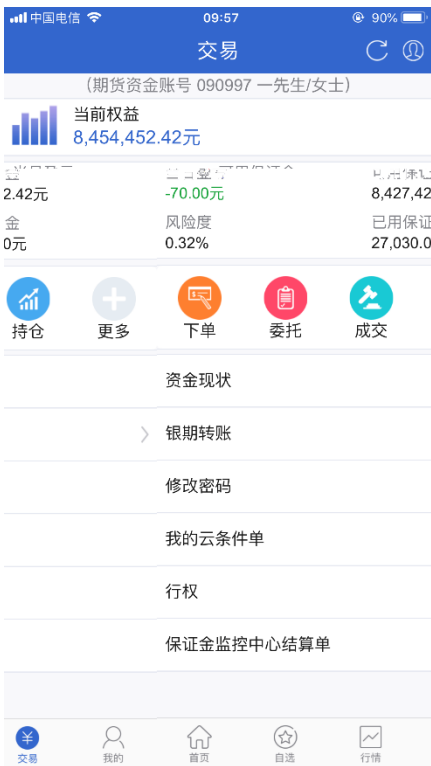 中国电信 09:57 90%
交易
(期货资金账号 090997 一先生/女士)
当前权益
8,454,452.42元
2.42元 -70.00元 8,427,42
金 风险度 已用保证
0元 0.32% 27,030.0
持仓 更多 下单 委托 成交
资金现状
银期转账
修改密码
我的云条件单
行权
保证金监控中心结算单
交易 我的 首页 自选 行情